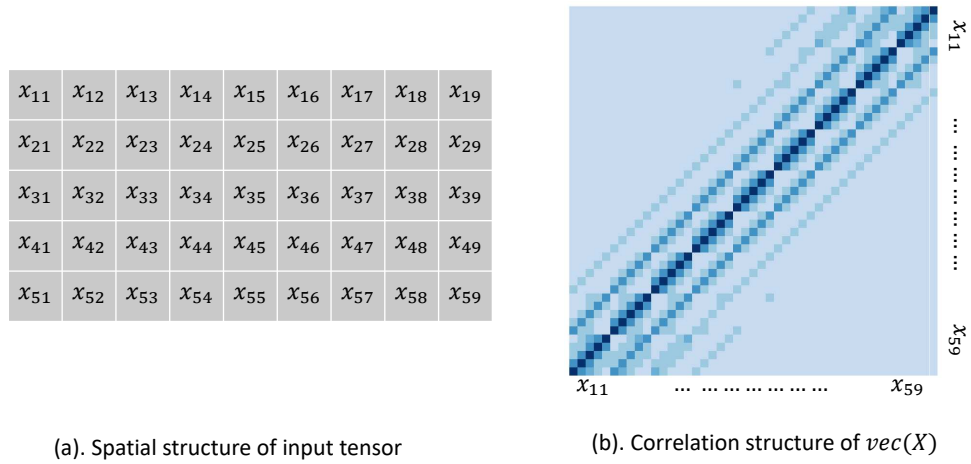 x₁₁ x₁₂ x₁₃ x₁₄ x₁₅ x₁₆ x₁₇ x₁₈ x₁₉
x₂₁ x₂₂ x₂₃ x₂₄ x₂₅ x₂₆ x₂₇ x₂₈ x₂₉
x₃₁ x₃₂ x₃₃ x₃₄ x₃₅ x₃₆ x₃₇ x₃₈ x₃₉
x₄₁ x₄₂ x₄₃ x₄₄ x₄₅ x₄₆ x₄₇ x₄₈ x₄₉
x₅₁ x₅₂ x₅₃ x₅₄ x₅₅ x₅₆ x₅₇ x₅₈ x₅₉
(a). Spatial structure of input tensor
x₁₁ ... ... ... ... ... ... ... x₅₉
x₁₁ ... ... ... ... ... ... ... x₅₉
(b). Correlation structure of vec(X)